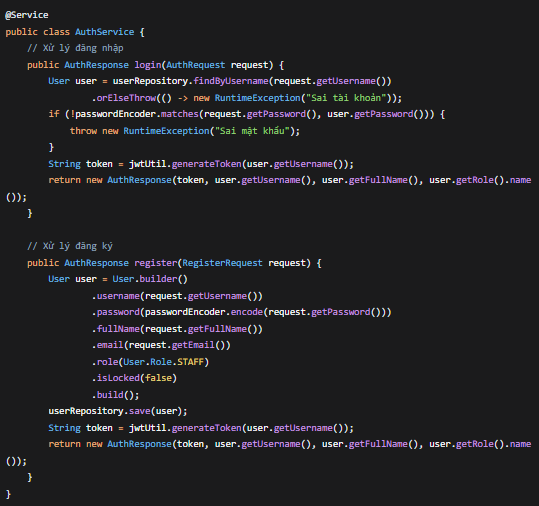 @Service
public class AuthService {
    // Xử lý đăng nhập
    public AuthResponse login(AuthRequest request) {
        User user = userRepository.findByUsername(request.getUsername())
                .orElseThrow(() -> new RuntimeException("Sai tài khoản"));
        if (!passwordEncoder.matches(request.getPassword(), user.getPassword())) {
            throw new RuntimeException("Sai mật khẩu");
        }
        String token = jwtUtil.generateToken(user.getUsername());
        return new AuthResponse(token, user.getUsername(), user.getFullName(), user.getRole().name
());
    }

    // Xử lý đăng ký
    public AuthResponse register(RegisterRequest request) {
        User user = User.builder()
                .username(request.getUsername())
                .password(passwordEncoder.encode(request.getPassword()))
                .fullName(request.getFullName())
                .email(request.getEmail())
                .role(User.Role.STAFF)
                .isLocked(false)
                .build();
        userRepository.save(user);
        String token = jwtUtil.generateToken(user.getUsername());
        return new AuthResponse(token, user.getUsername(), user.getFullName(), user.getRole().name
());
    }
}